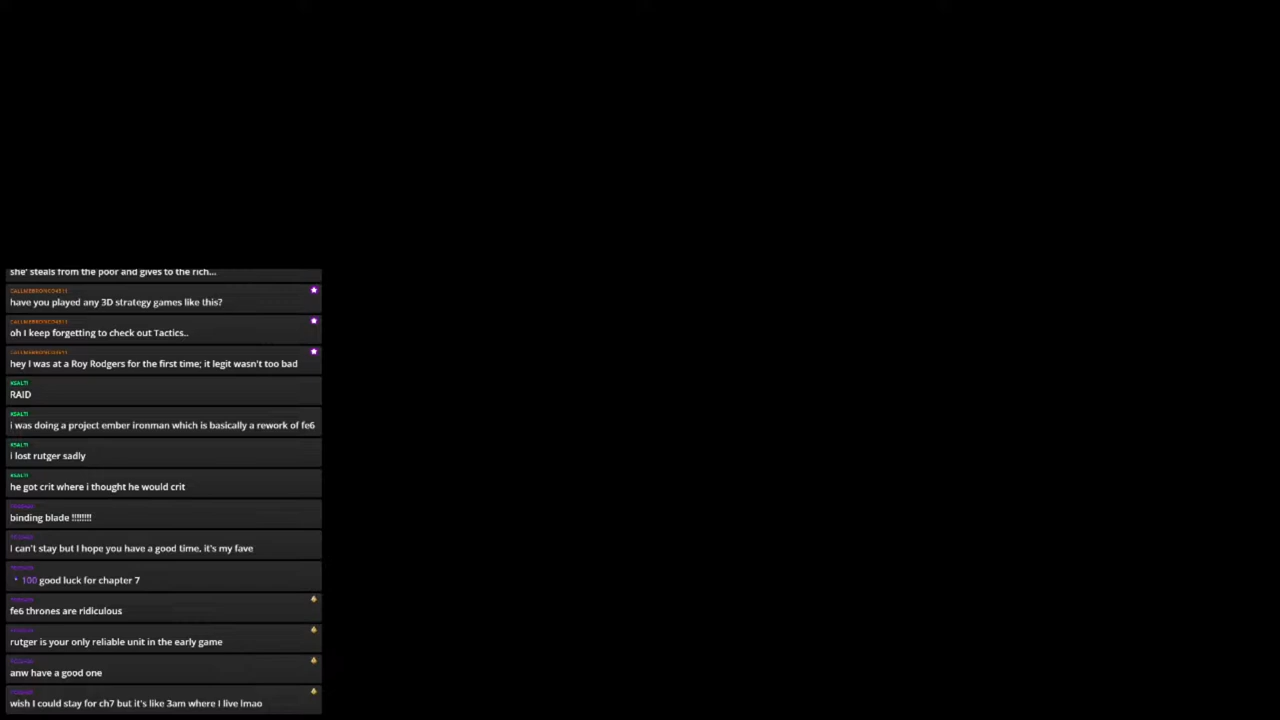 she' steals from the poor and gives to the rich...
have you played any 3D strategy games like this?
oh I keep forgetting to check out Tactics..
hey I was at a Roy Rodgers for the first time; it legit wasn't too bad
KSALTI
RAID
KSALTI
i was doing a project ember ironman which is basically a rework of fe6
KSALTI
i lost rutger sadly
KSALTI
he got crit where i thought he would crit
binding blade !!!!!!!!
I can't stay but I hope you have a good time, it's my fave
100 good luck for chapter 7
fe6 thrones are ridiculous
rutger is your only reliable unit in the early game
anw have a good one
wish I could stay for ch7 but it's like 3am where I live lmao